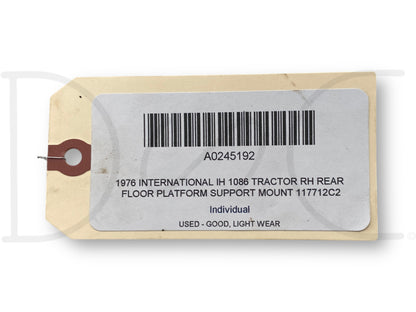 A0245192
1976 INTERNATIONAL IH 1086 TRACTOR RH REAR
FLOOR PLATFORM SUPPORT MOUNT 117712C2
Individual
USED - GOOD, LIGHT WEAR